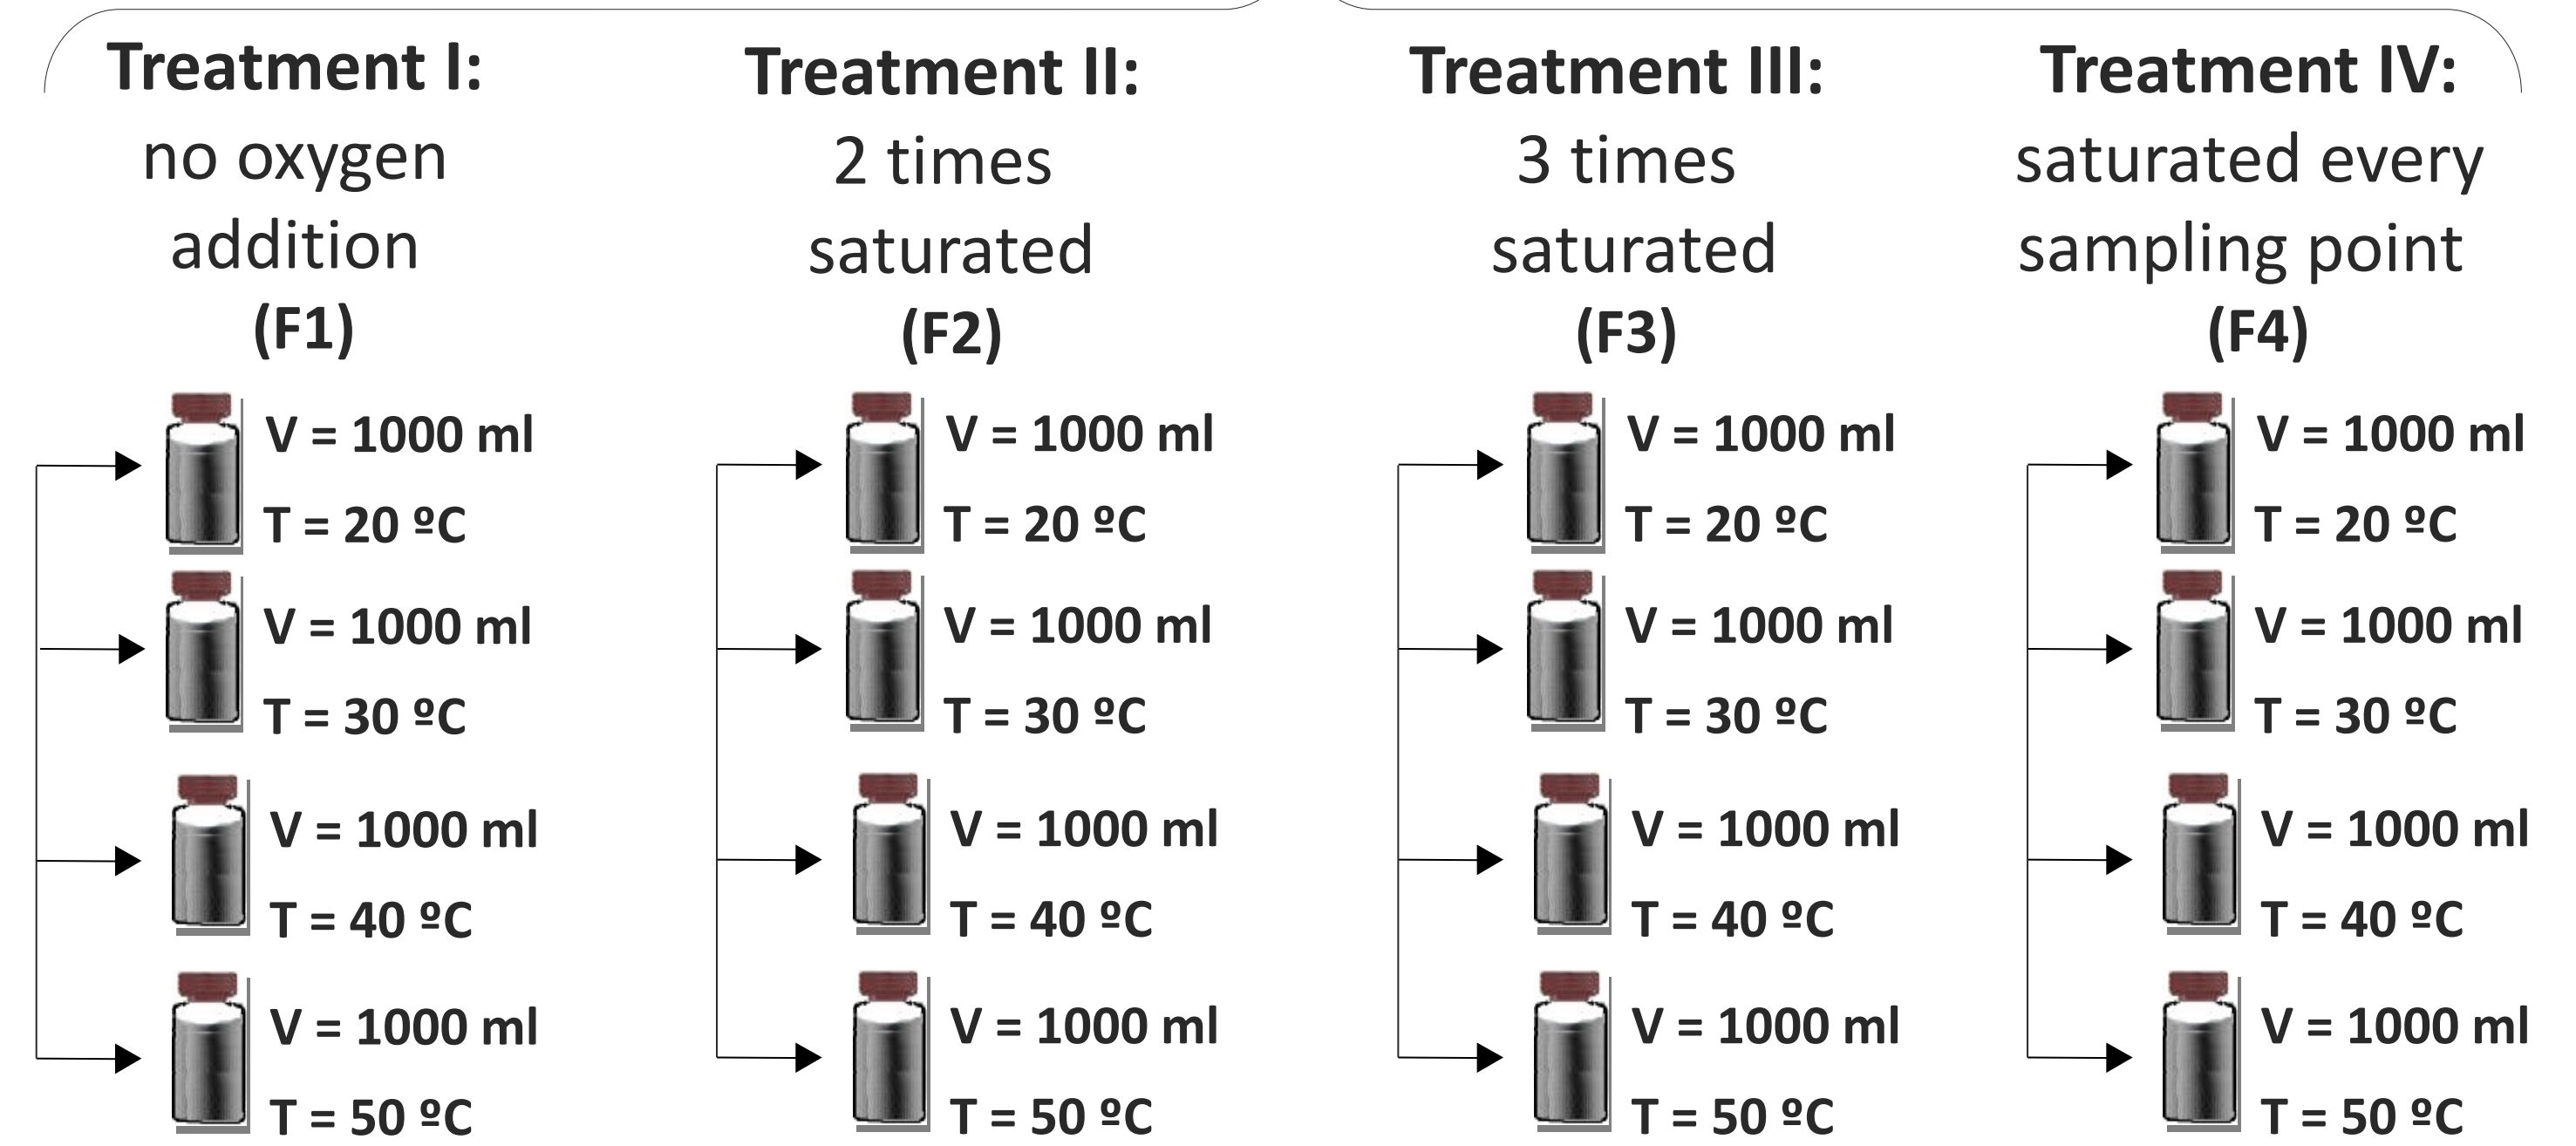 Treatment I:
no oxygen
addition
(F1)
V = 1000 ml
T = 20 ºC
V = 1000 ml
T = 30 ºC
V = 1000 ml
T = 40 ºC
V = 1000 ml
T = 50 ºC
Treatment II:
2 times
saturated
(F2)
V = 1000 ml
T = 20 ºC
V = 1000 ml
T = 30 ºC
V = 1000 ml
T = 40 ºC
V = 1000 ml
T = 50 ºC
Treatment III:
3 times
saturated
(F3)
V = 1000 ml
T = 20 ºC
V = 1000 ml
T = 30 ºC
V = 1000 ml
T = 40 ºC
V = 1000 ml
T = 50 ºC
Treatment IV:
saturated every
sampling point
(F4)
V = 1000 ml
T = 20 ºC
V = 1000 ml
T = 30 ºC
V = 1000 ml
T = 40 ºC
V = 1000 ml
T = 50 ºC